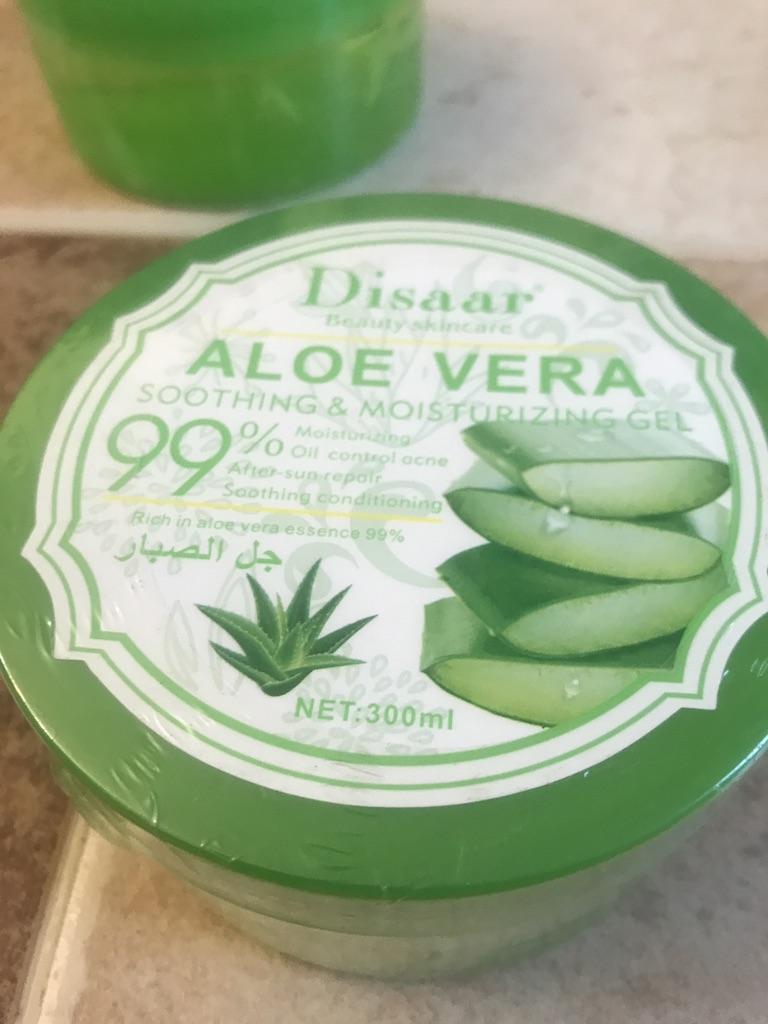 Disaar
Beauty skincare
ALOE VERA
SOOTHING & MOISTURIZING GEL
99%
Moisturizing
Oil control acne
After-sun repair
Soothing conditioning
Rich in aloe vera essence 99%
جل الصبار
NET:300ml